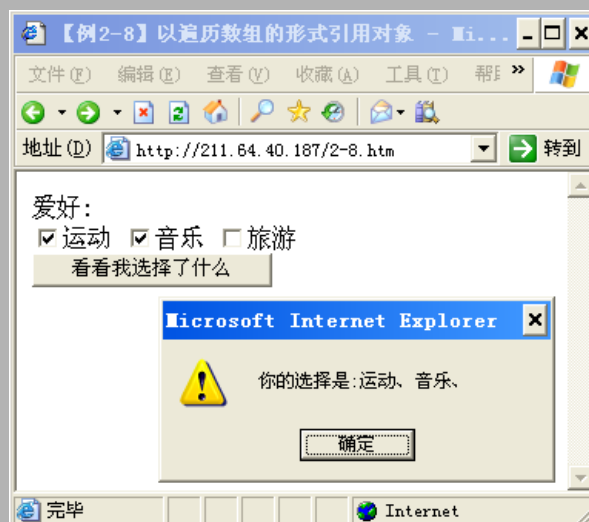 【例2-8】以遍历数组的形式引用对象 - Mi...
文件(F) 编辑(E) 查看(V) 收藏(A) 工具(T) »
地址(D) http://211.64.40.187/2-8.htm 转到
爱好:
运动 音乐 旅游
看看我选择了什么
Microsoft Internet Explorer
你的选择是:运动、音乐、
确定
完毕 Internet